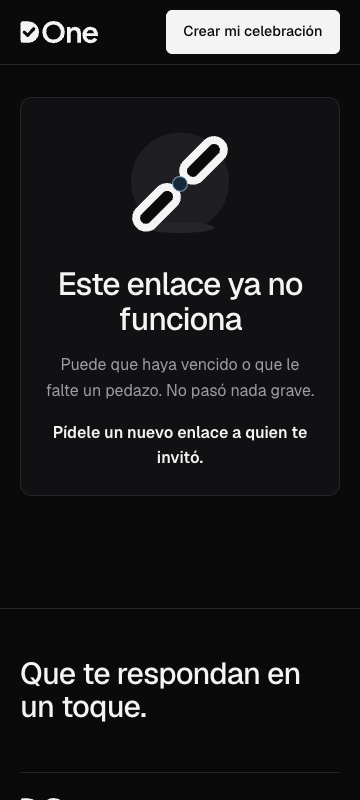 DOne
Crear mi celebración
Este enlace ya no
funciona
Puede que haya vencido o que le
falte un pedazo. No pasó nada grave.
Pídele un nuevo enlace a quien te
invitó.
Que te respondan en
un toque.